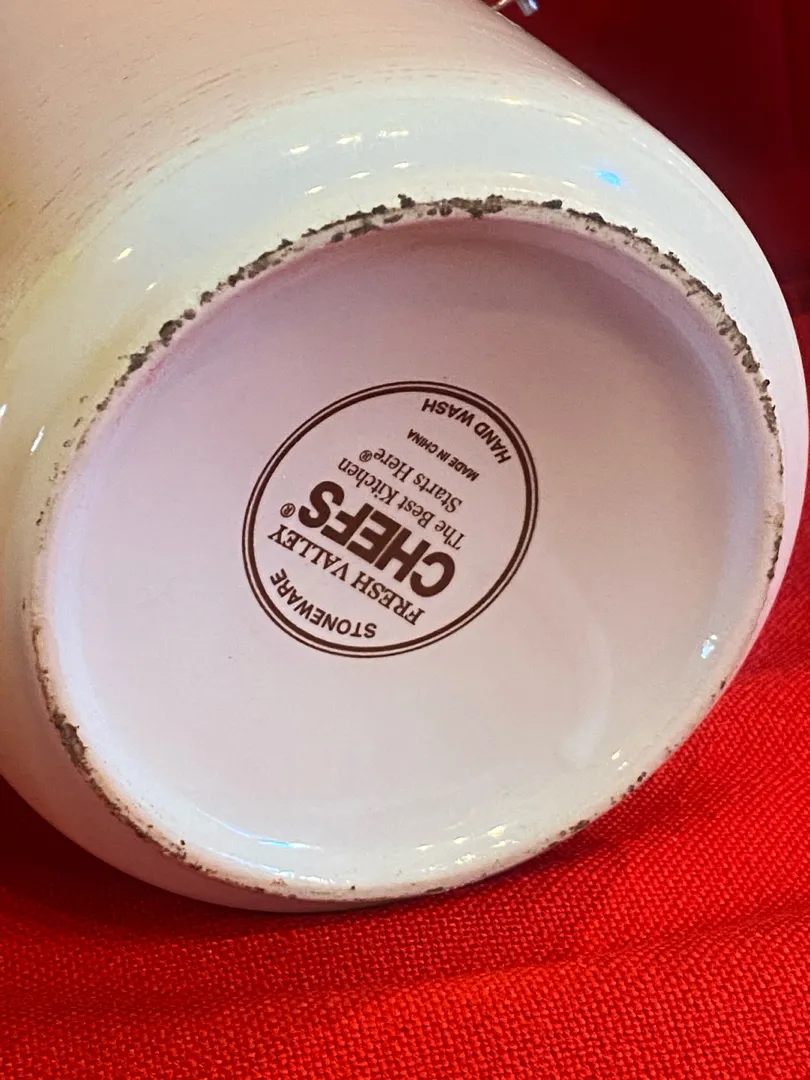 STONEWARE
FRESH VALLEY
CHEFS®
The Best Kitchen
Starts Here®
MADE IN CHINA
HAND WASH